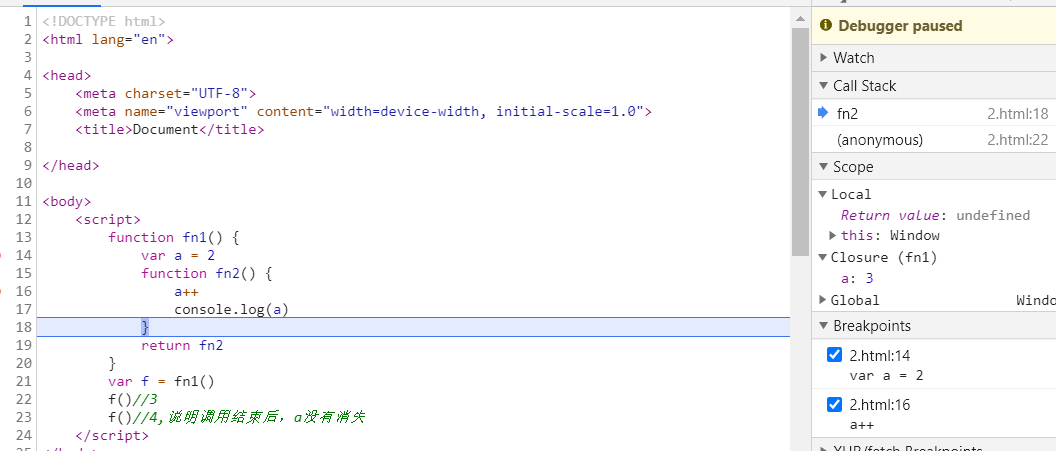 1 <!DOCTYPE html>
2 <html lang="en">
3
4 <head>
5 <meta charset="UTF-8">
6 <meta name="viewport" content="width=device-width, initial-scale=1.0">
7 <title>Document</title>
8
9 </head>
10
11 <body>
12 <script>
13 function fn1() {
14 var a = 2
15 function fn2() {
16 a++
17 console.log(a)
18 }
19 return fn2
20 }
21 var f = fn1()
22 f()//3
23 f()//4,说明调用结束后，a没有消失
24 </script>
Debugger paused
Watch
Call Stack
fn2 2.html:18
(anonymous) 2.html:22
Scope
Local
Return value: undefined
this: Window
Closure (fn1)
a: 3
Global Windo
Breakpoints
2.html:14
var a = 2
2.html:16
a++